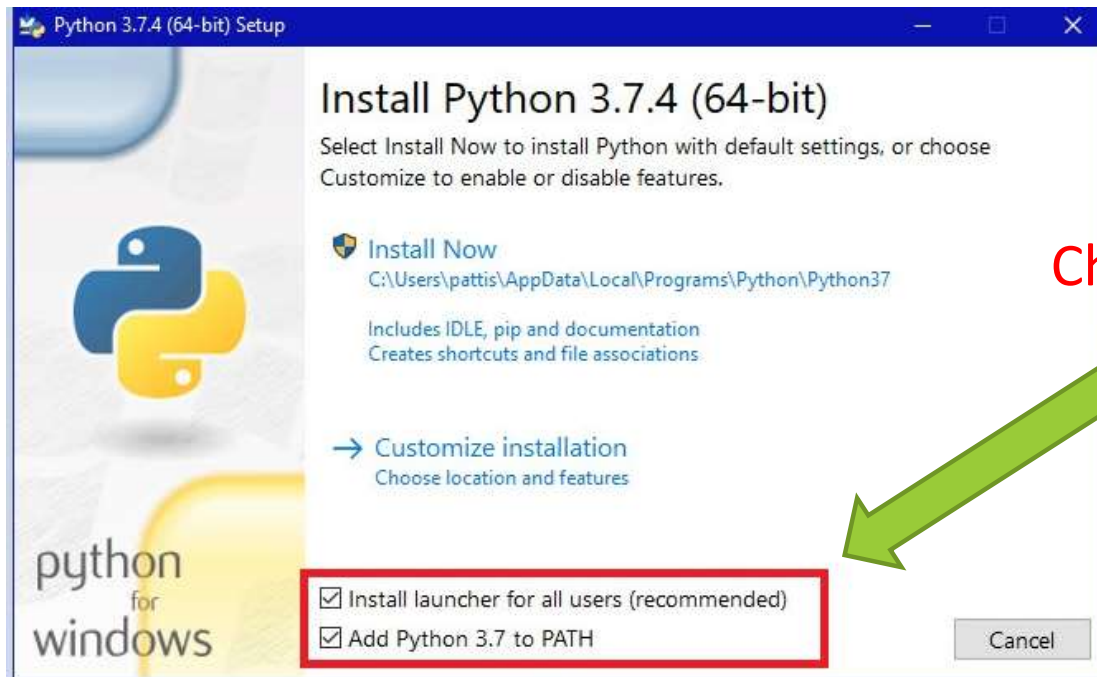 Python 3.7.4 (64-bit) Setup
Install Python 3.7.4 (64-bit)
Select Install Now to install Python with default settings, or choose
Customize to enable or disable features.
Install Now
C:\Users\pattis\AppData\Local\Programs\Python\Python37
Includes IDLE, pip and documentation
Creates shortcuts and file associations
Customize installation
Choose location and features
python
for
windows
Install launcher for all users (recommended)
Add Python 3.7 to PATH
Cancel